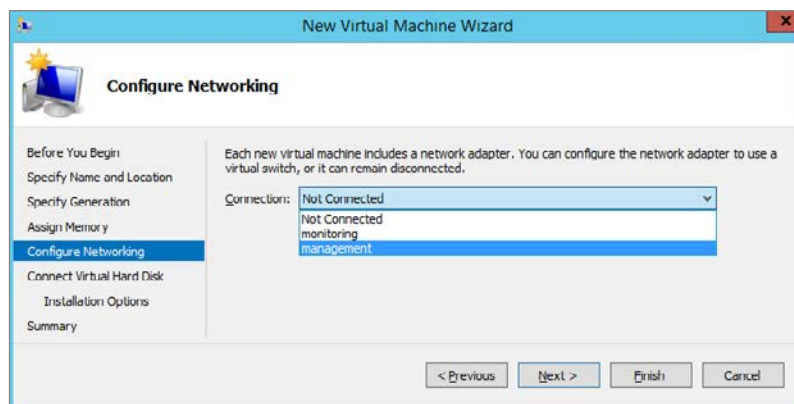 New Virtual Machine Wizard
x
Configure Networking
Before You Begin
Specify Name and Location
Specify Generation
Assign Memory
Configure Networking
Connect Virtual Hard Disk
Installation Options
Summary
Each new virtual machine includes a network adapter. You can configure the network adapter to use a
virtual switch, or it can remain disconnected.
Connection: Not Connected
Not Connected
monitoring
management
< Previous Next > Finish Cancel